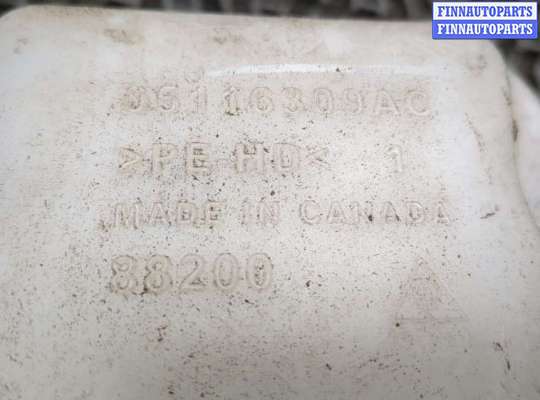 FINNAUTOPARTS
FINNAUTOPARTS
05116309AC
>PE-HD< 1
MADE IN CANADA
88200